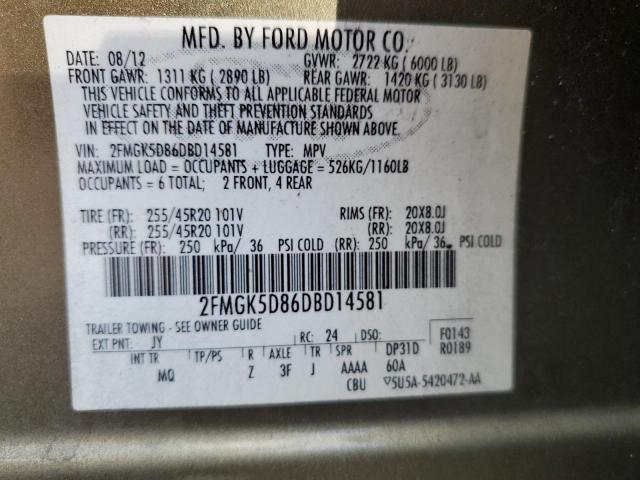 MFD. BY FORD MOTOR CO.
DATE: 08/12 GVWR: 2722 KG ( 6000 LB)
FRONT GAWR: 1311 KG ( 2890 LB) REAR GAWR: 1420 KG ( 3130 LB)
THIS VEHICLE CONFORMS TO ALL APPLICABLE FEDERAL MOTOR
VEHICLE SAFETY AND THEFT PREVENTION STANDARDS
IN EFFECT ON THE DATE OF MANUFACTURE SHOWN ABOVE.
VIN: 2FMGK5D86DBD14581 TYPE: MPV
MAXIMUM LOAD = OCCUPANTS + LUGGAGE = 526KG/1160LB
OCCUPANTS = 6 TOTAL; 2 FRONT, 4 REAR
TIRE (FR): 255/45R20 101V RIMS (FR): 20X8.0J
(RR): 255/45R20 101V (RR): 20X8.0J
PRESSURE (FR): 250 kPa/ 36 PSI COLD (RR): 250 kPa/ 36 PSI COLD
2FMGK5D86DBD14581
TRAILER TOWING - SEE OWNER GUIDE
EXT PNT: JY RC: 24 DSO: F0143
INT TR TP/PS R AXLE TR SPR DP31D R0189
MQ Z 3F J AAAA 60A
CBU 5U5A-5420472-AA